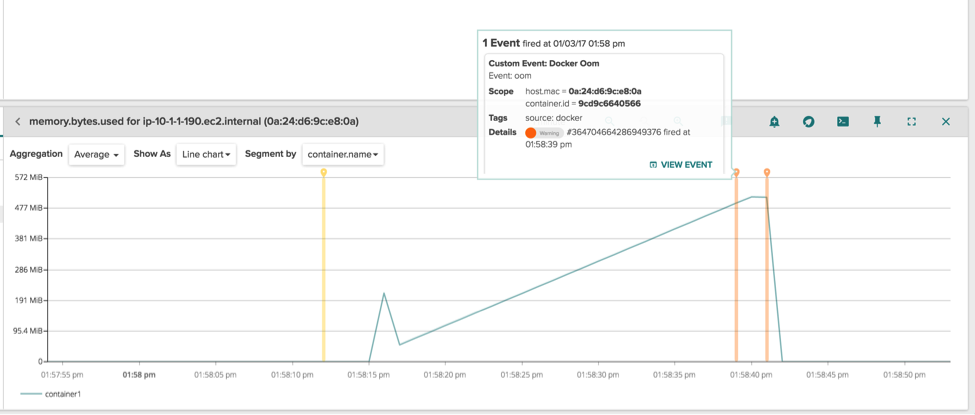 1 Event fired at 01/03/17 01:58 pm
Custom Event: Docker Oom
Event: oom
Scope host.mac = 0a:24:d6:9c:e8:0a
container.id = 9cd9c6640566
Tags source: docker
Details Warning #364704664286949376 fired at
01:58:39 pm
VIEW EVENT
memory.bytes.used for ip-10-1-1-190.ec2.internal (0a:24:d6:9c:e8:0a)
Aggregation Average Show As Line chart Segment by container.name
572 MiB
477 MiB
381 MiB
286 MiB
191 MiB
95.4 MiB
0
01:57:55 pm 01:58 pm 01:58:05 pm 01:58:10 pm 01:58:15 pm 01:58:20 pm 01:58:25 pm 01:58:30 pm 01:58:35 pm 01:58:40 pm 01:58:45 pm 01:58:50 pm
container1